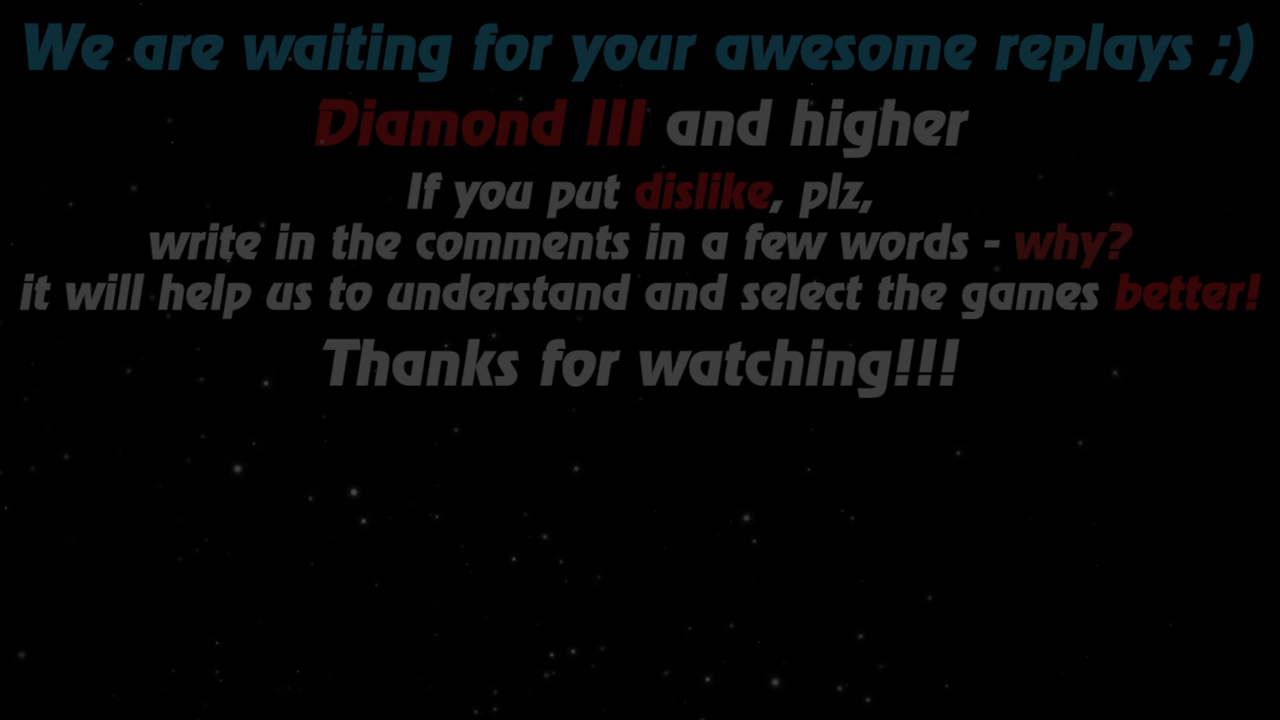 We are waiting for your awesome replays ;)
Diamond III and higher
If you put dislike, plz,
write in the comments in a few words - why?
it will help us to understand and select the games better!
Thanks for watching!!!